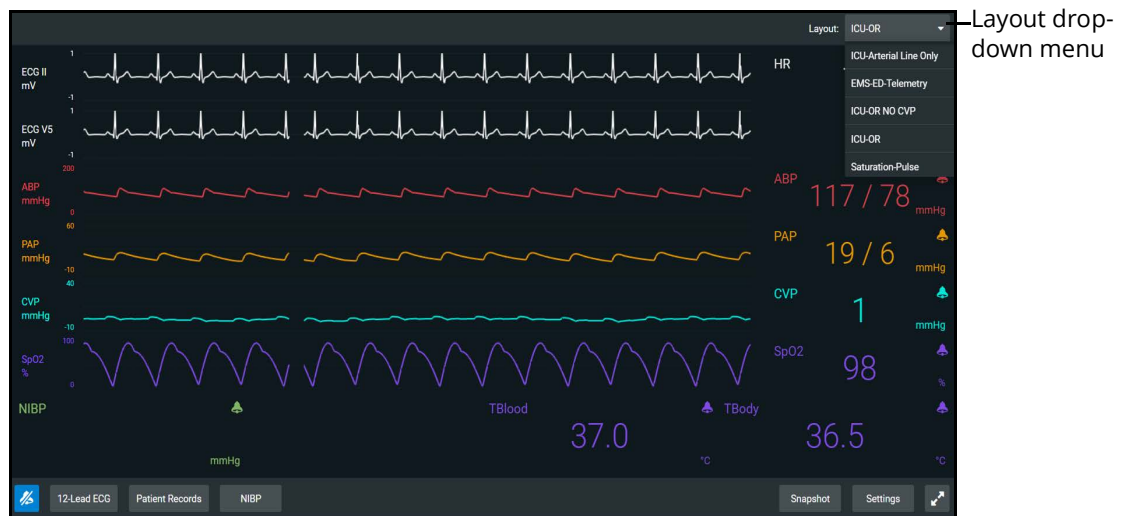 Layout: ICU-OR
Layout drop-
down menu
ICU-Arterial Line Only
EMS-ED-Telemetry
ICU-OR NO CVP
ICU-OR
Saturation-Pulse
1
ECG II
mV
-1
HR
1
ECG V5
mV
-1
200
ABP
mmHg
0
ABP
117 / 78
mmHg
60
PAP
mmHg
-10
PAP
19 / 6
mmHg
40
CVP
mmHg
-10
CVP
1
mmHg
100
SpO2
%
0
SpO2
98
%
NIBP
mmHg
TBlood
37.0
°C
TBody
36.5
°C
12-Lead ECG Patient Records NIBP Snapshot Settings